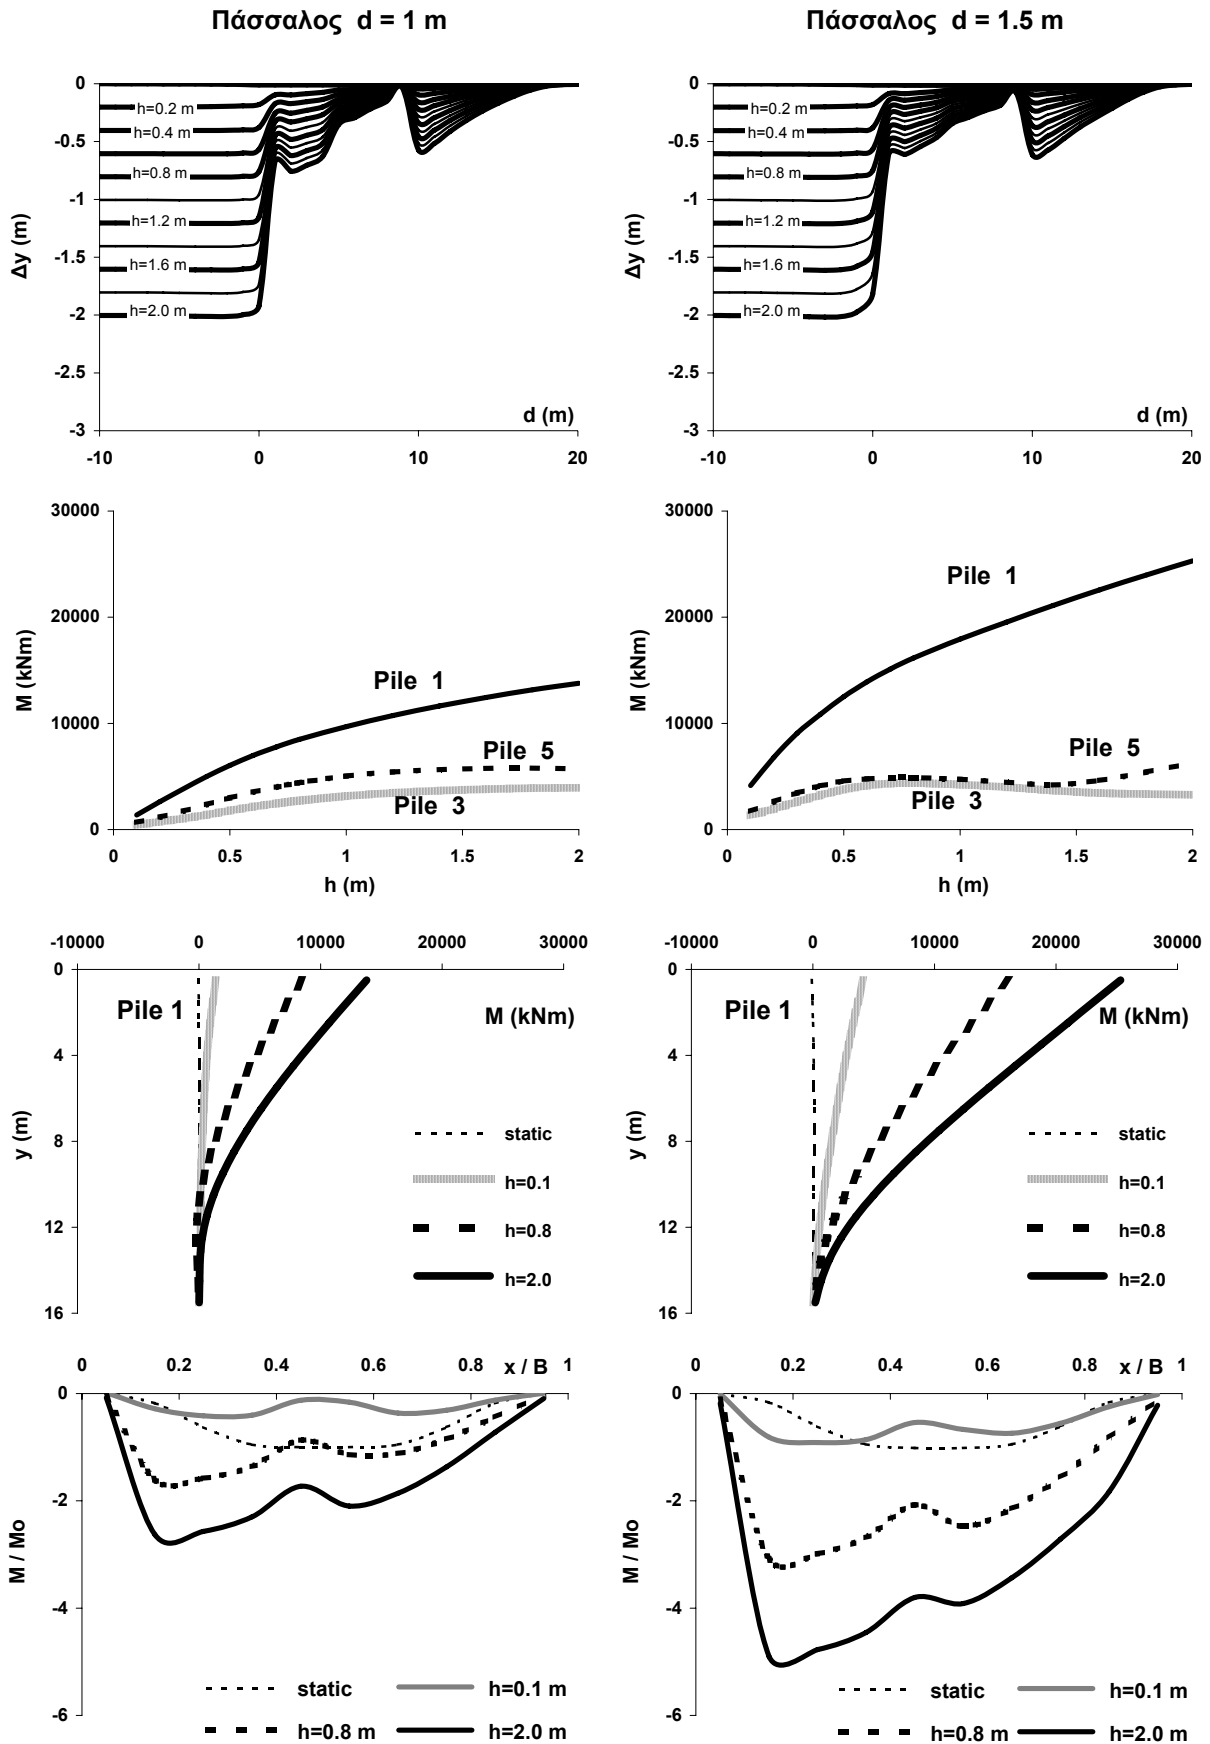 Πάσσαλος d = 1 m
Πάσσαλος d = 1.5 m
0
-0.5
-1
-1.5
-2
-2.5
-3
Δy (m)
h=0.2 m
h=0.4 m
h=0.8 m
h=1.2 m
h=1.6 m
h=2.0 m
d (m)
-10 0 10 20
0
-0.5
-1
-1.5
-2
-2.5
-3
Δy (m)
h=0.2 m
h=0.4 m
h=0.8 m
h=1.2 m
h=1.6 m
h=2.0 m
d (m)
-10 0 10 20
30000
20000
10000
0
M (kNm)
Pile 1
Pile 5
Pile 3
0 0.5 1 1.5 2
h (m)
30000
20000
10000
0
M (kNm)
Pile 1
Pile 5
Pile 3
0 0.5 1 1.5 2
h (m)
-10000 0 10000 20000 30000
0
4
8
12
16
y (m)
Pile 1
M (kNm)
static
h=0.1
h=0.8
h=2.0
-10000 0 10000 20000 30000
0
4
8
12
16
y (m)
Pile 1
M (kNm)
static
h=0.1
h=0.8
h=2.0
0 0.2 0.4 0.6 0.8 x / B 1
0
-2
-4
-6
M / Mo
static
h=0.1 m
h=0.8 m
h=2.0 m
0 0.2 0.4 0.6 0.8 x / B 1
0
-2
-4
-6
M / Mo
static
h=0.1 m
h=0.8 m
h=2.0 m